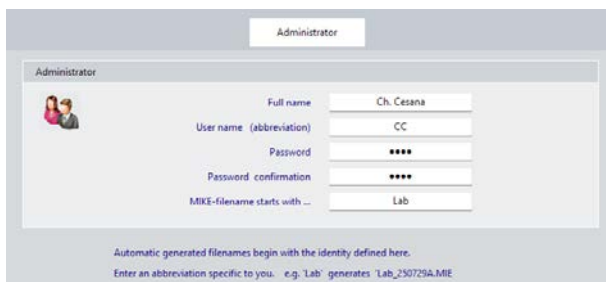 Administrator
Administrator
Full name Ch. Cesana
User name (abbreviation) CC
Password ●●●●
Password confirmation ●●●●
MIKE-filename starts with ... Lab
Automatic generated filenames begin with the identity defined here.
Enter an abbreviation specific to you. e.g. 'Lab' generates 'Lab_250729A.MIE